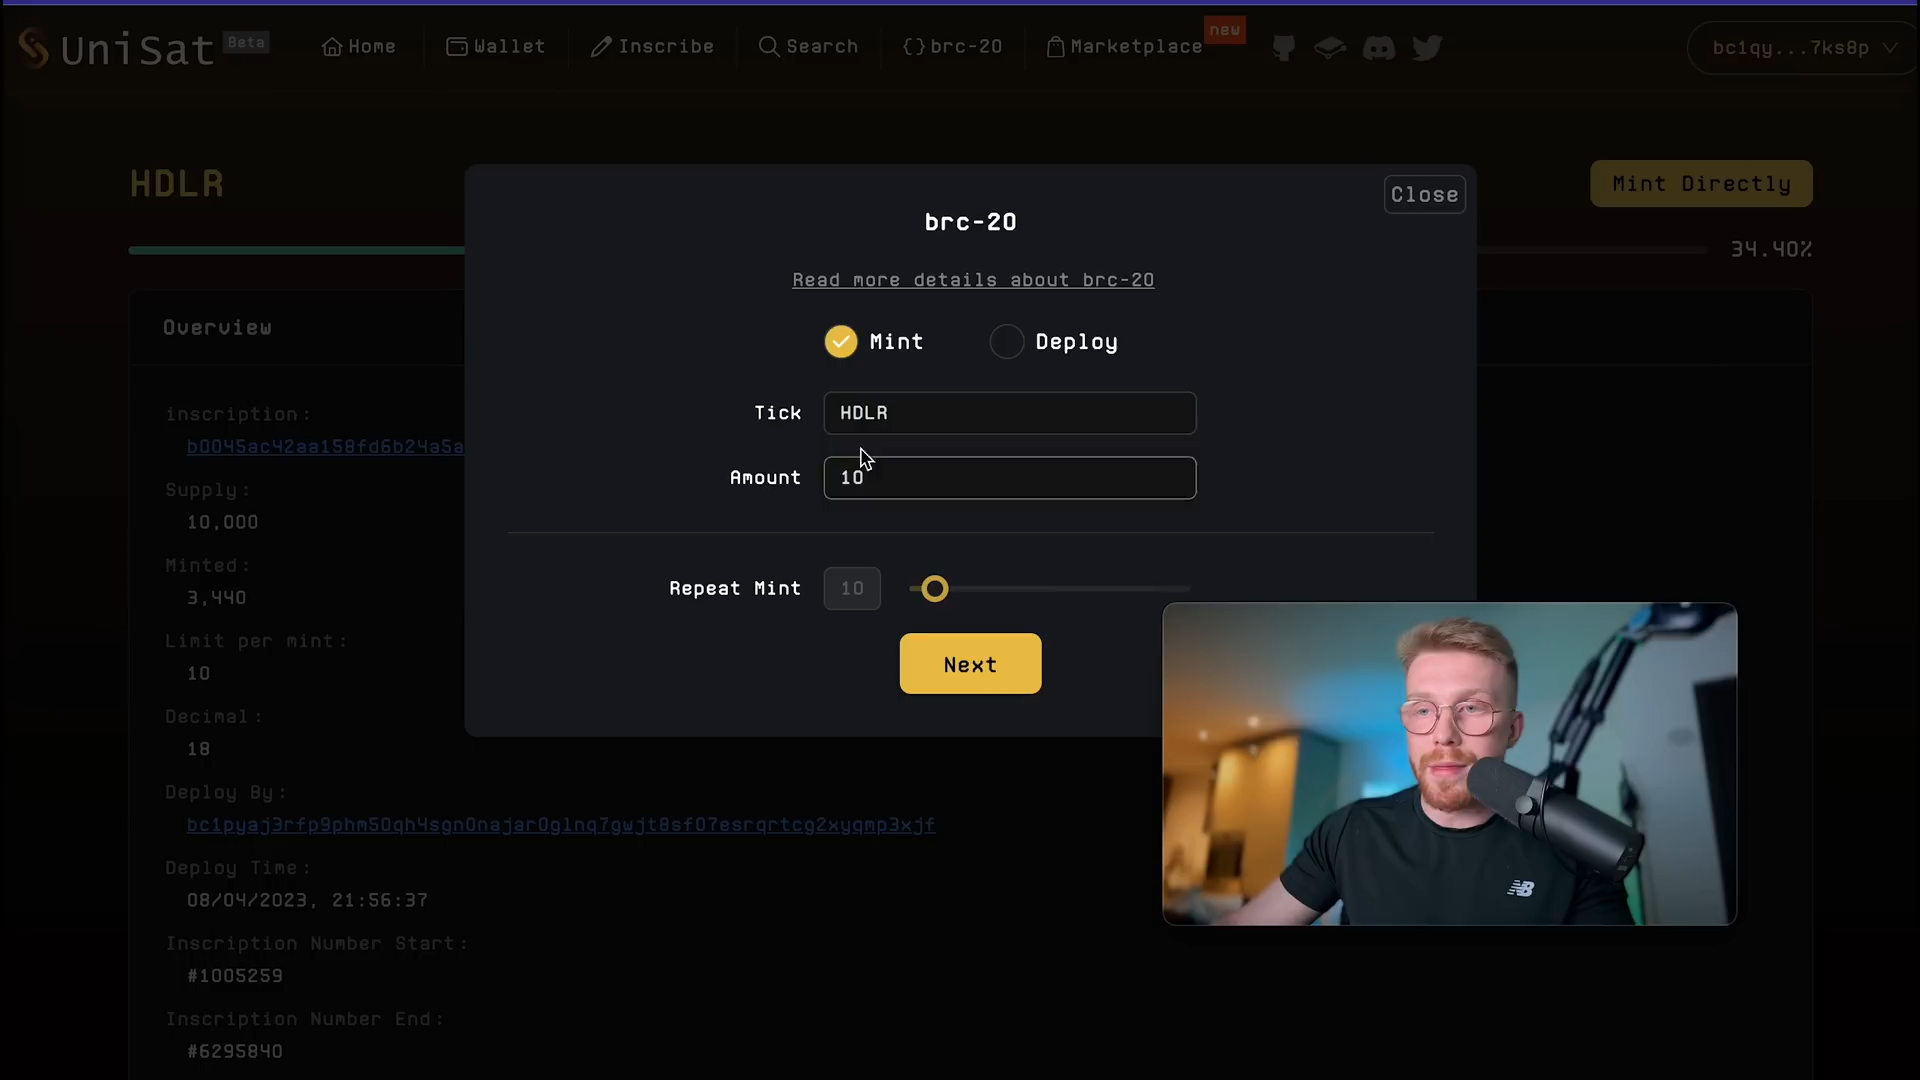 UniSat Beta
Home
Wallet
Inscribe
Search
brc-20
Marketplace
new
bc1qy...7ks8p
HDLR
Mint Directly
34.40%
Close
brc-20
Read more details about brc-20
Mint
Deploy
Tick
HDLR
Amount
10
Repeat Mint
10
Next
Overview
inscription:
b0045ac42aa158fd6b24a5a
Supply:
10,000
Minted:
3,440
Limit per mint:
10
Decimal:
18
Deploy By:
bc1pyaj3rfp9phm50qh4sgn0najar0glnq7gwjt8sf07esrqrtcg2xyqmp3xjf
Deploy Time:
08/04/2023, 21:56:37
Inscription Number Start:
#1005259
Inscription Number End:
#6295840
NB